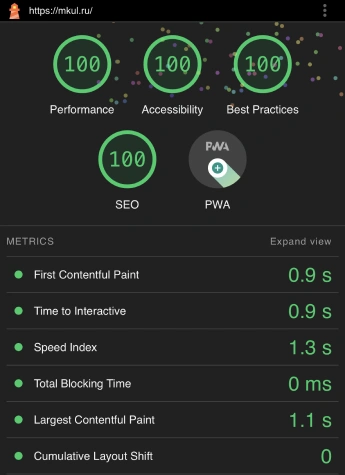 https://mkul.ru/
100 100 100
Performance Accessibility Best Practices
100 PWA
SEO PWA
METRICS Expand view
First Contentful Paint 0.9 s
Time to Interactive 0.9 s
Speed Index 1.3 s
Total Blocking Time 0 ms
Largest Contentful Paint 1.1 s
Cumulative Layout Shift 0